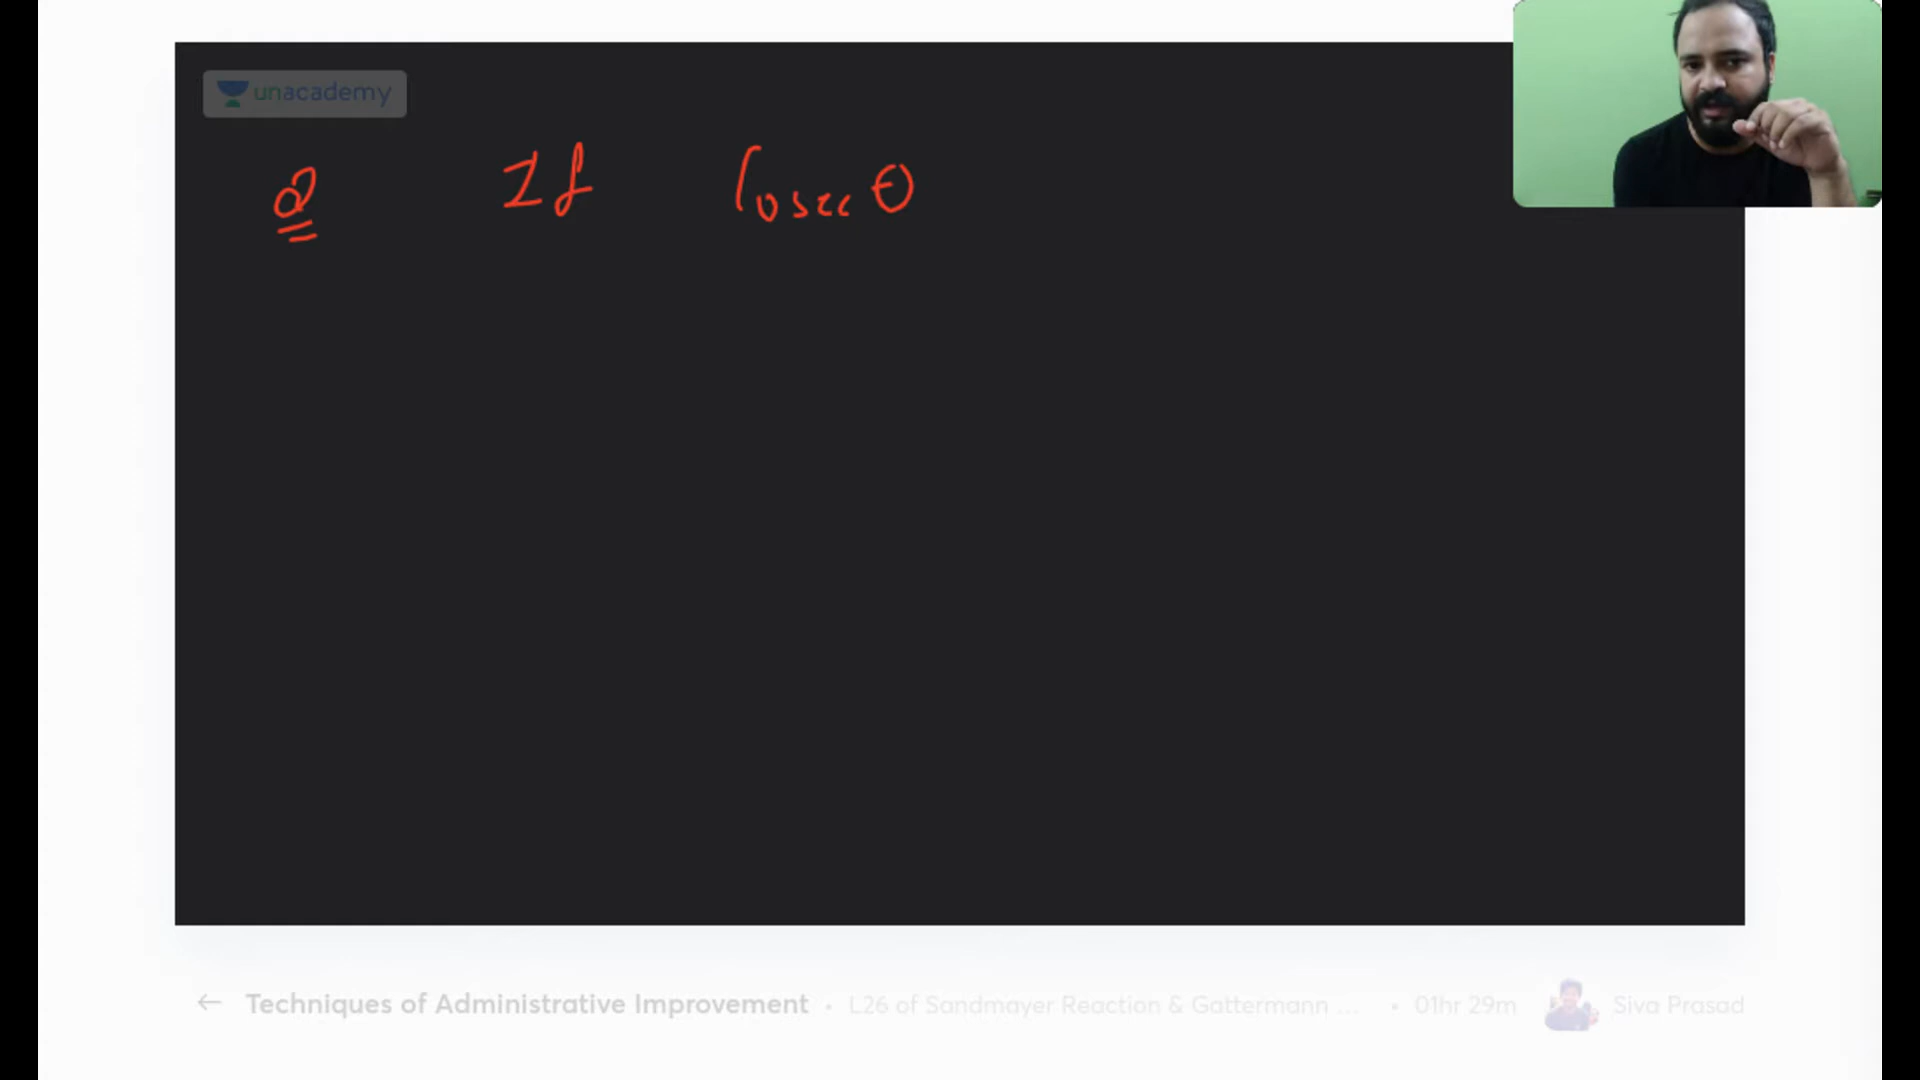 unacademy
Q If Cosec θ
Techniques of Administrative Improvement • L26 of Sandmayer Reaction & Gattermann ... • 01hr 29m Siva Prasad